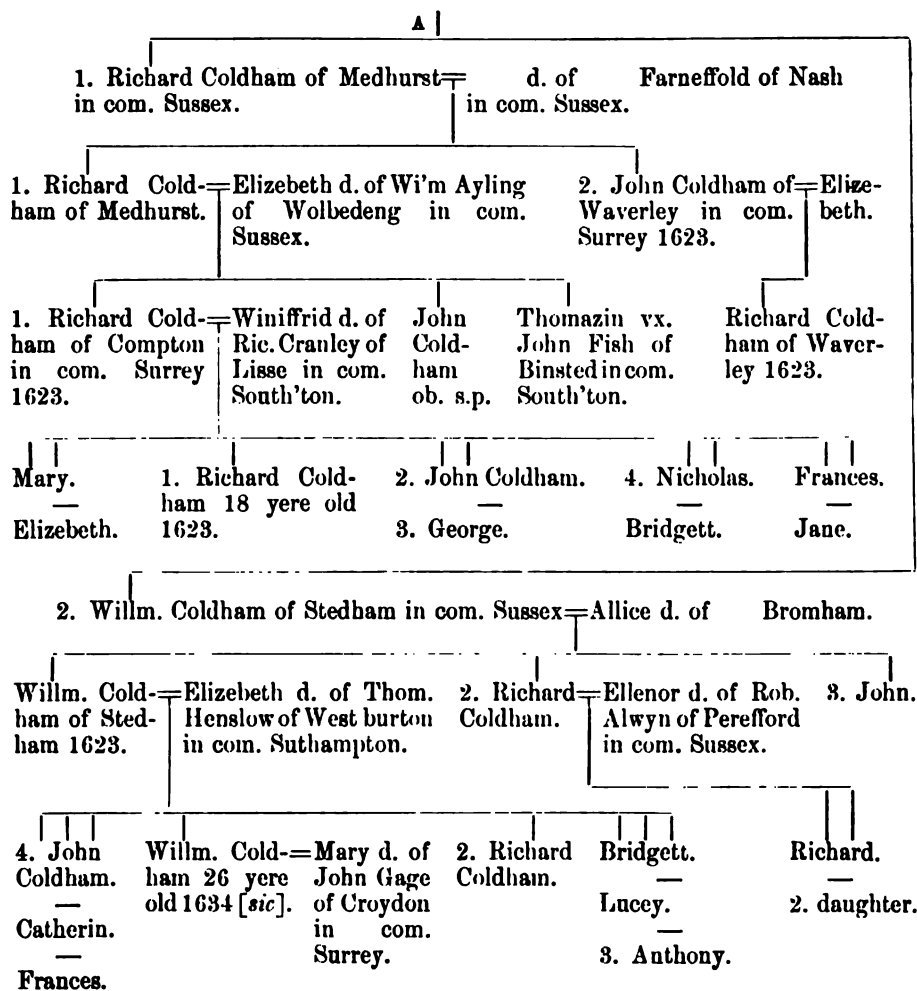 A
1. Richard Coldham of Medhurst= d. of Farneffold of Nash
in com. Sussex. in com. Sussex.
1. Richard Cold-
ham of Medhurst.
=Elizebeth d. of Wi'm Ayling
of Wolbedeng in com.
Sussex.
2. John Coldham of
Waverley in com.
Surrey 1623.
=Elize-
beth.
1. Richard Cold-
ham of Compton
in com. Surrey
1623.
=Winiffrid d. of
Ric. Cranley of
Lisse in com.
South'ton.
John
Cold-
ham
ob. s.p.
Thomazin vx.
John Fish of
Binsted in com.
South'ton.
Richard Cold-
ham of Waver-
ley 1623.
Mary.
—
Elizebeth.
1. Richard Cold-
ham 18 yere old
1623.
2. John Coldham.
—
3. George.
4. Nicholas.
—
Bridgett.
Frances.
—
Jane.
2. Willm. Coldham of Stedham in com. Sussex=Allice d. of Bromham.
Willm. Cold-
ham of Sted-
ham 1623.
=Elizebeth d. of Thom.
Henslow of West burton
in com. Suthampton.
2. Richard
Coldham.
=Ellenor d. of Rob.
Alwyn of Perefford
in com. Sussex.
3. John.
4. John
Coldham.
—
Catherin.
—
Frances.
Willm. Cold-
ham 26 yere
old 1634 [sic].
=Mary d. of
John Gage
of Croydon
in com.
Surrey.
2. Richard
Coldham.
Bridgett.
—
Lucey.
—
3. Anthony.
Richard.
—
2. daughter.